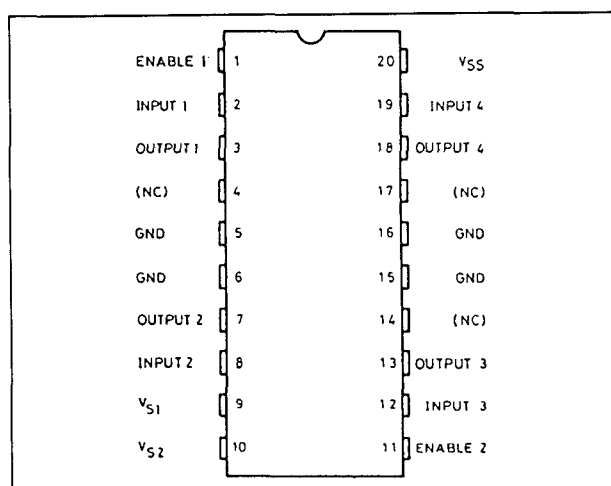 ENABLE 1 1 20 VSS
INPUT 1 2 19 INPUT 4
OUTPUT 1 3 18 OUTPUT 4
(NC) 4 17 (NC)
GND 5 16 GND
GND 6 15 GND
OUTPUT 2 7 14 (NC)
INPUT 2 8 13 OUTPUT 3
VS1 9 12 INPUT 3
VS2 10 11 ENABLE 2